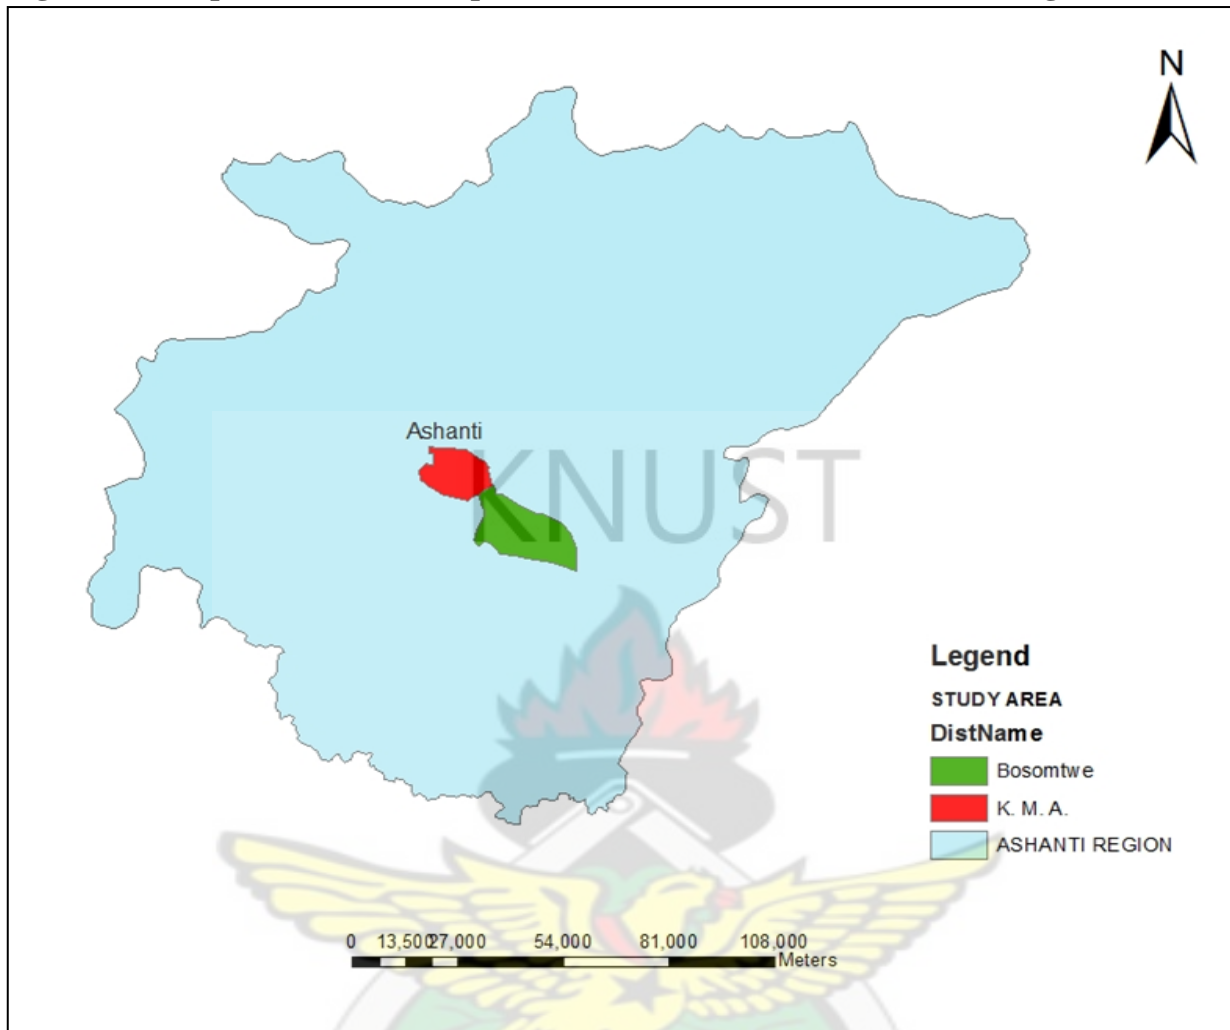 N
Ashanti
KNUST
Legend
STUDY AREA
DistName
Bosomtwe
K. M. A.
ASHANTI REGION
0 13,500 27,000 54,000 81,000 108,000
Meters